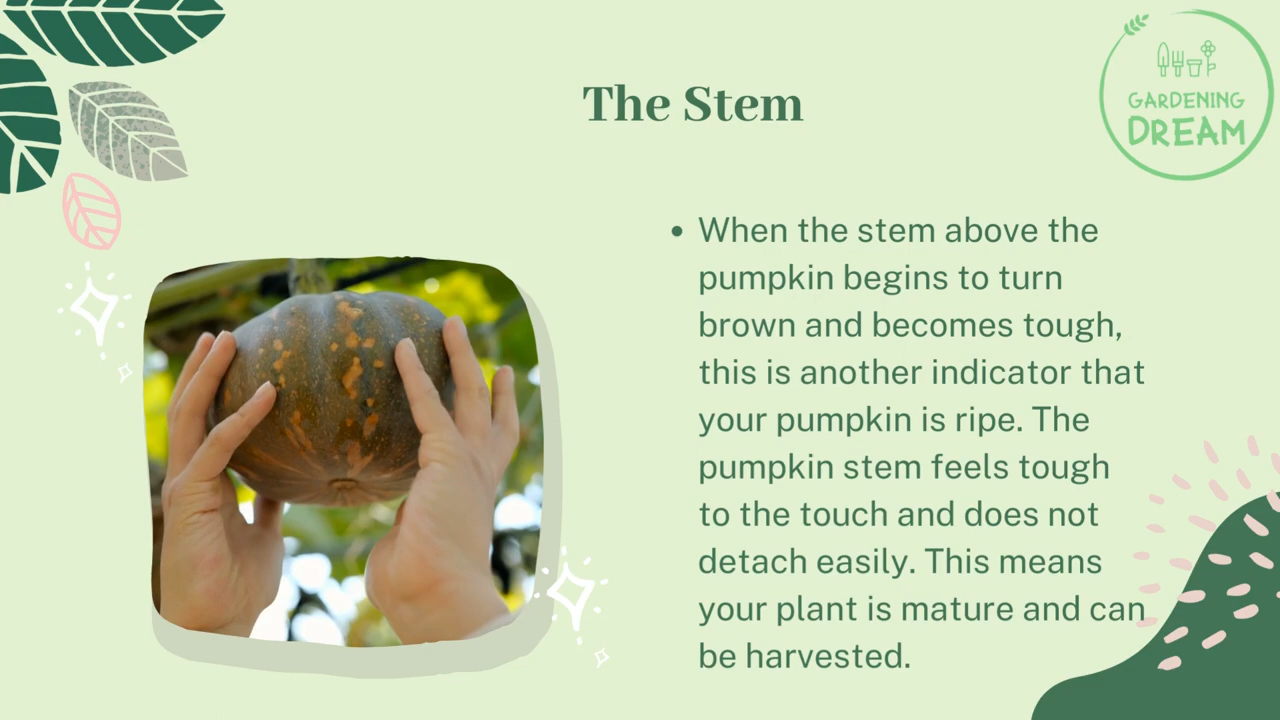 GARDENING
DREAM
The Stem
• When the stem above the
pumpkin begins to turn
brown and becomes tough,
this is another indicator that
your pumpkin is ripe. The
pumpkin stem feels tough
to the touch and does not
detach easily. This means
your plant is mature and can
be harvested.